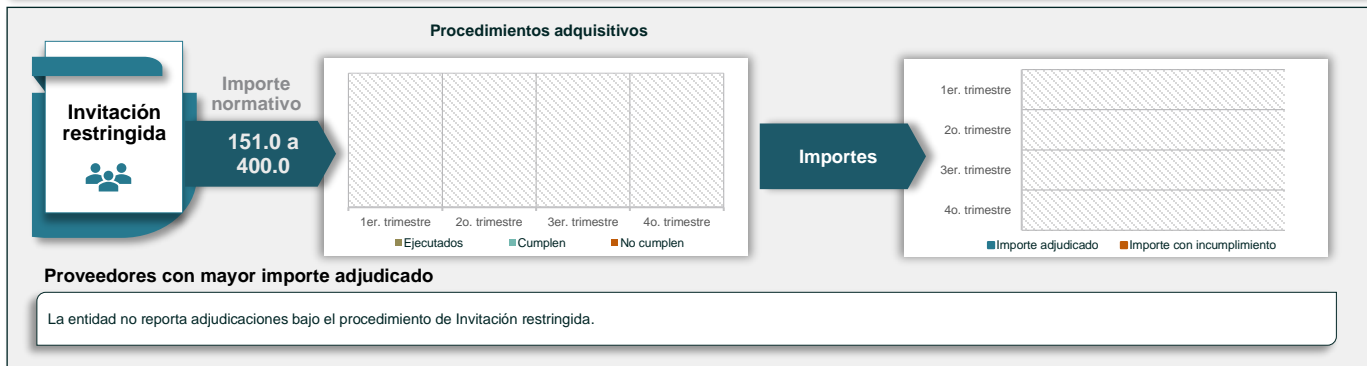 Procedimientos adquisitivos
Invitación
restringida
Importe
normativo
151.0 a
400.0
1er. trimestre 2o. trimestre 3er. trimestre 4o. trimestre
Ejecutados Cumplen No cumplen
Importes
1er. trimestre
2o. trimestre
3er. trimestre
4o. trimestre
Importe adjudicado Importe con incumplimiento
Proveedores con mayor importe adjudicado
La entidad no reporta adjudicaciones bajo el procedimiento de Invitación restringida.